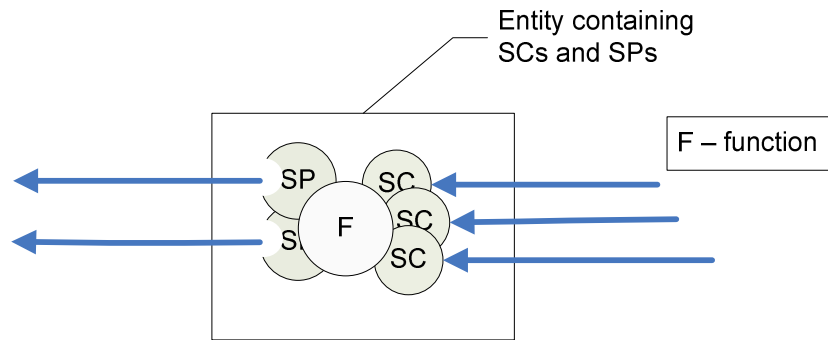 Entity containing
SCs and SPs
F – function
SP
SC
SC
F
SC